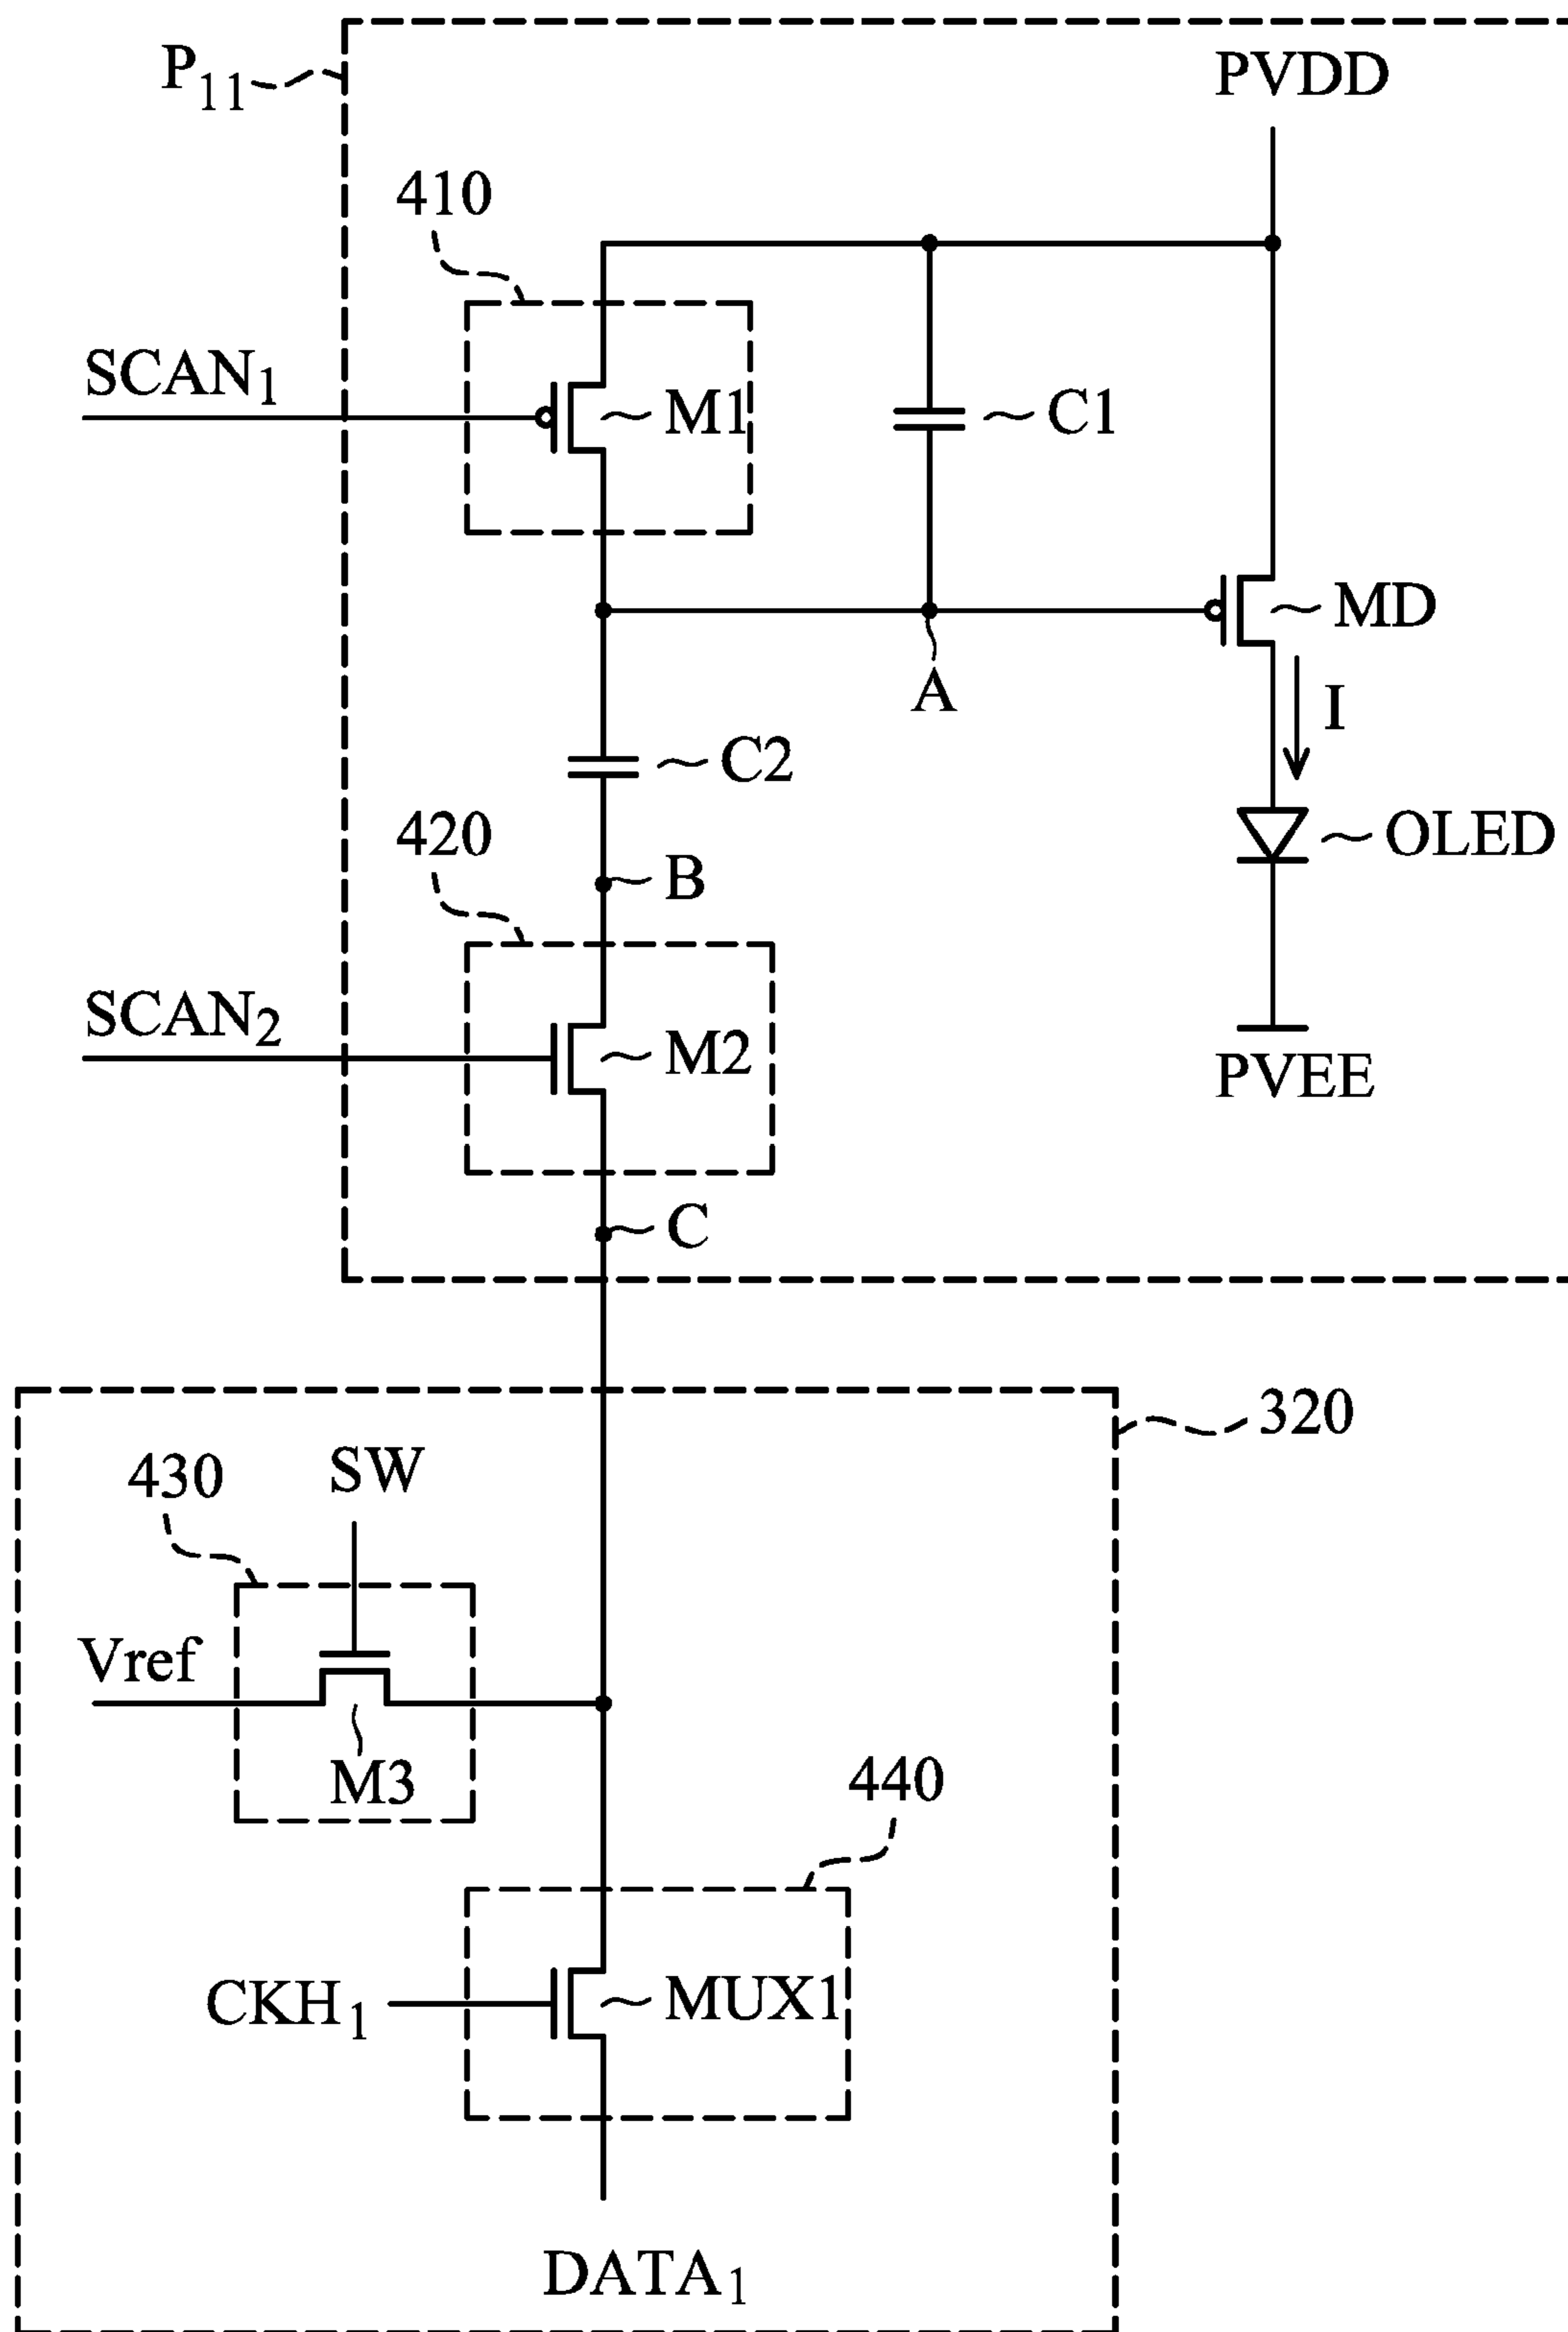 P11
PVDD
410
SCAN1
M1
C1
MD
A
I
C2
OLED
420
B
SCAN2
M2
PVEE
C
320
430
SW
Vref
M3
440
CKH1
MUX1
DATA1